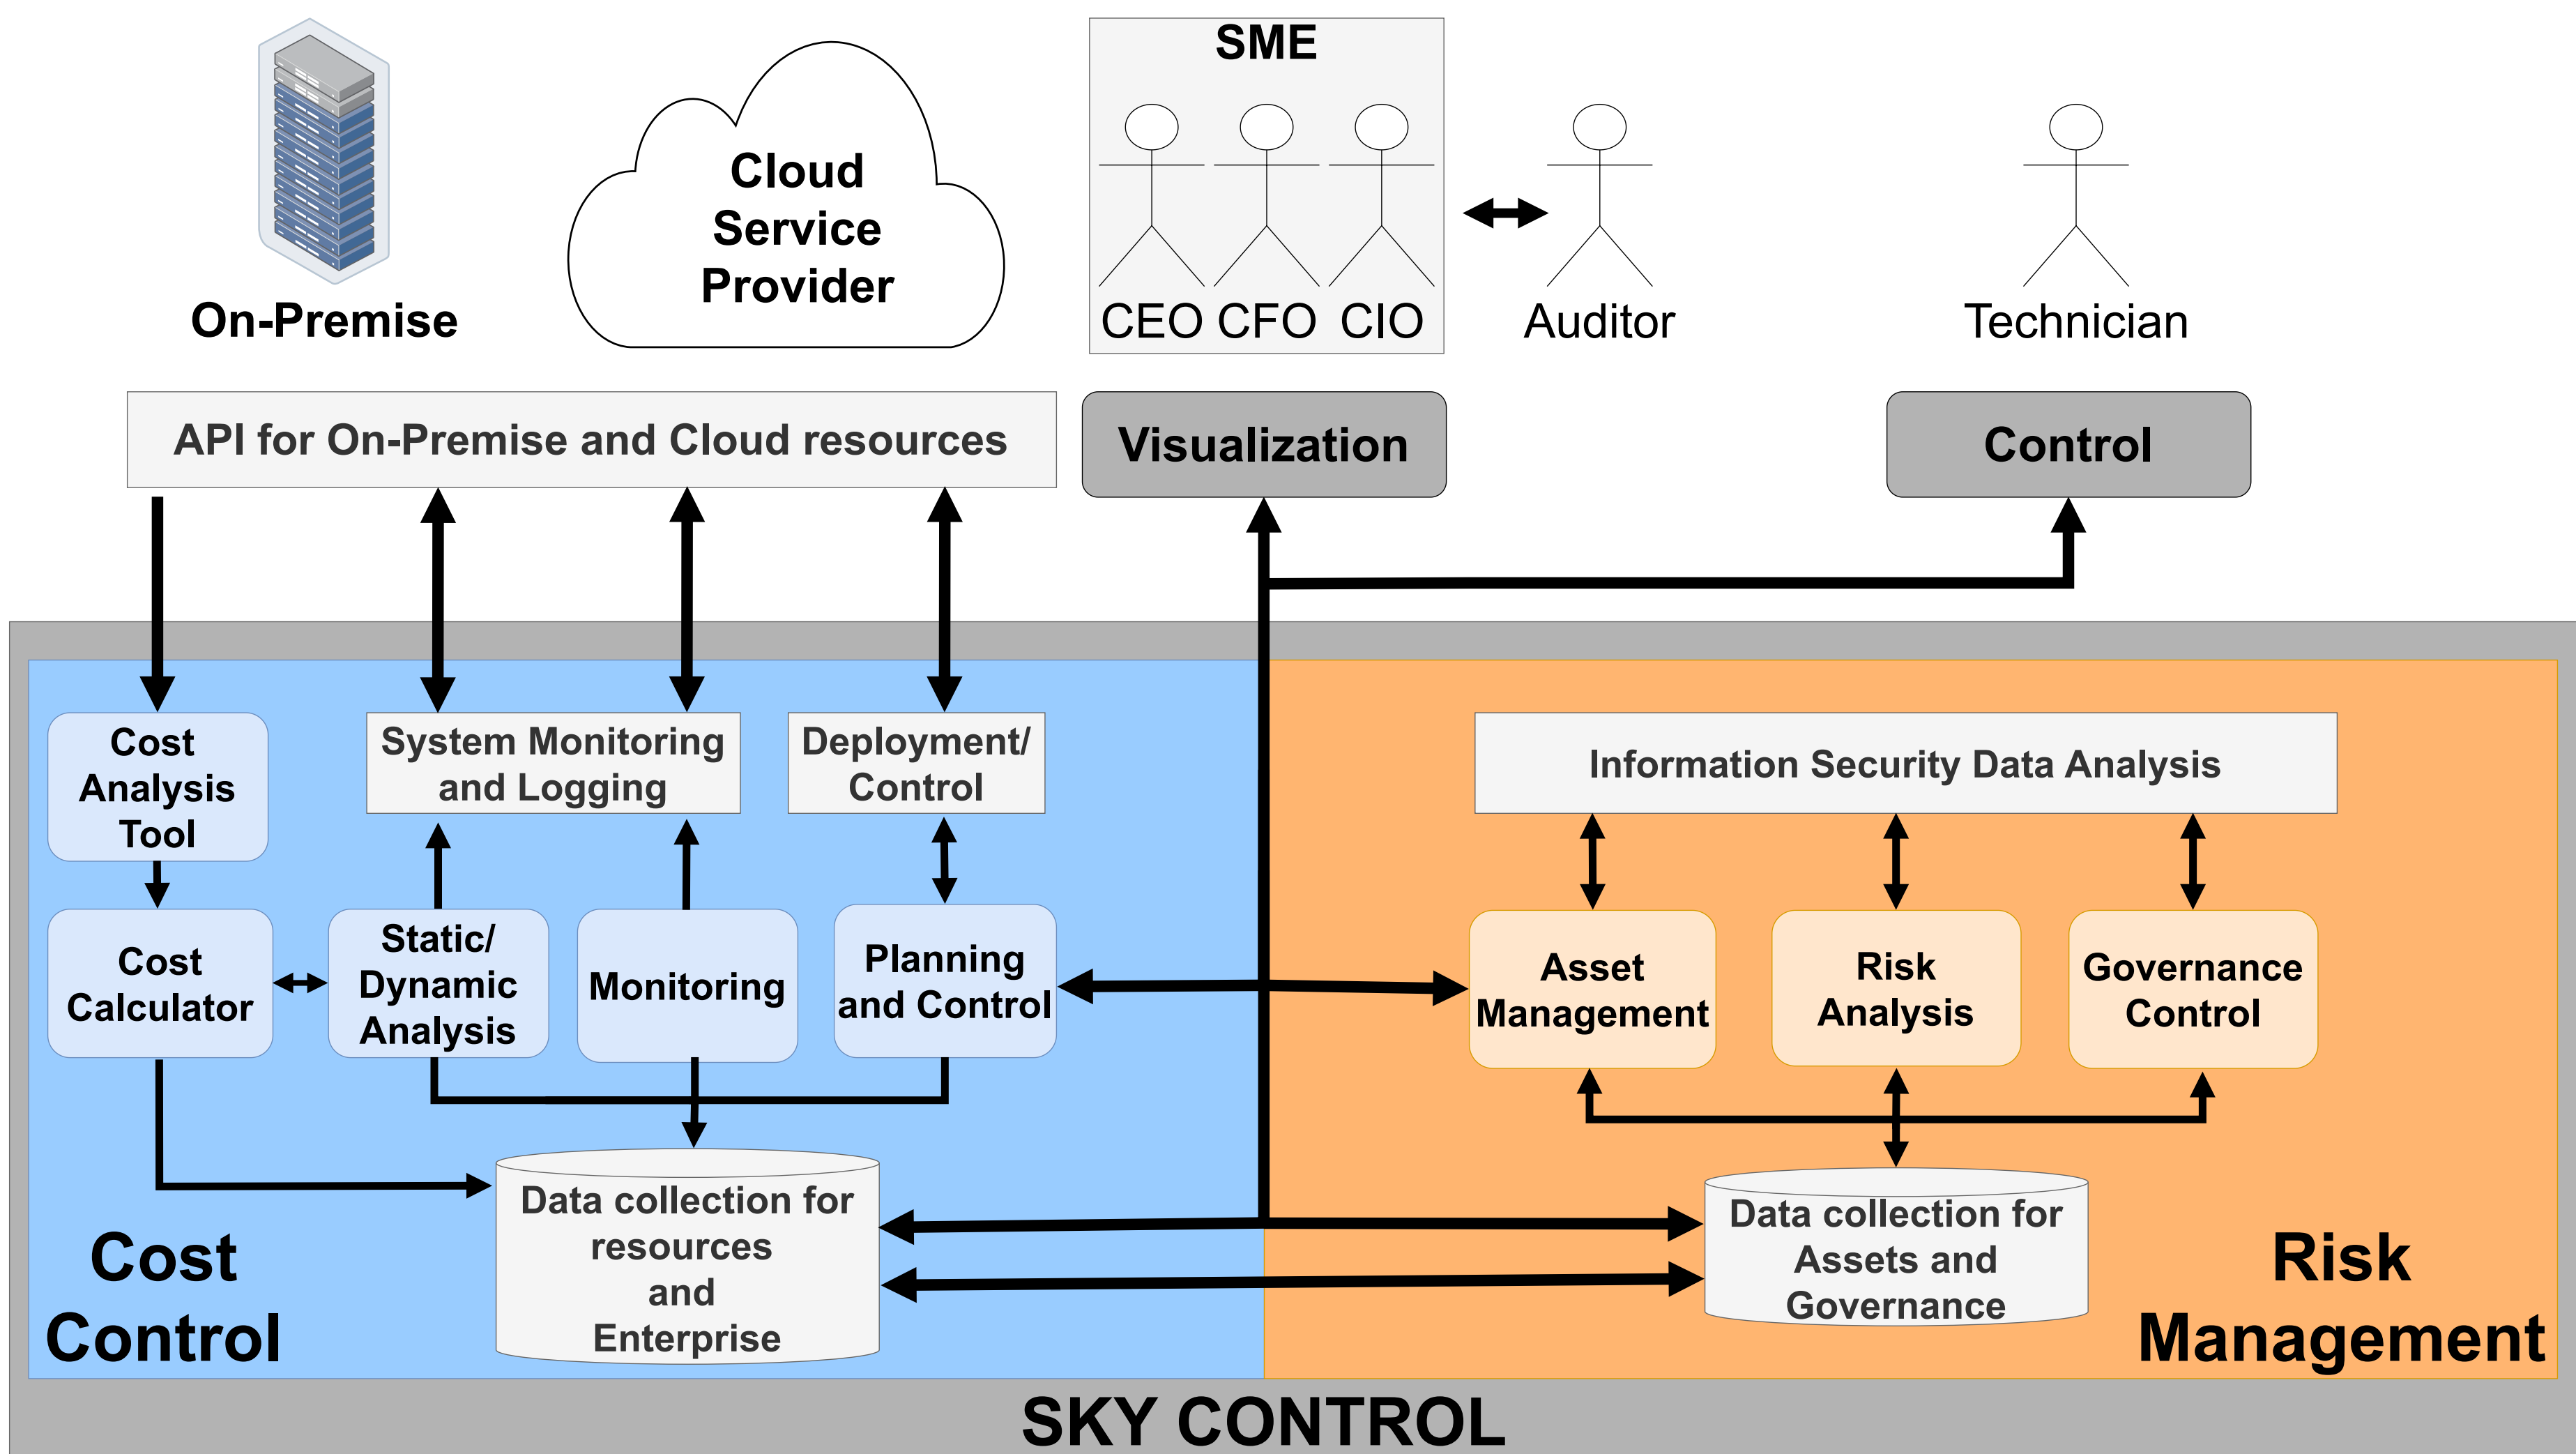 SME
Cloud
Service
Provider
On-Premise
CEO
CFO
CIO
Auditor
Technician
API for On-Premise and Cloud resources
Visualization
Control
Cost
Analysis
Tool
System Monitoring
and Logging
Deployment/
Control
Information Security Data Analysis
Cost
Calculator
Static/
Dynamic
Analysis
Monitoring
Planning
and Control
Asset
Management
Risk
Analysis
Governance
Control
Data collection for
resources
and
Enterprise
Data collection for
Assets and
Governance
Cost
Control
Risk
Management
SKY CONTROL